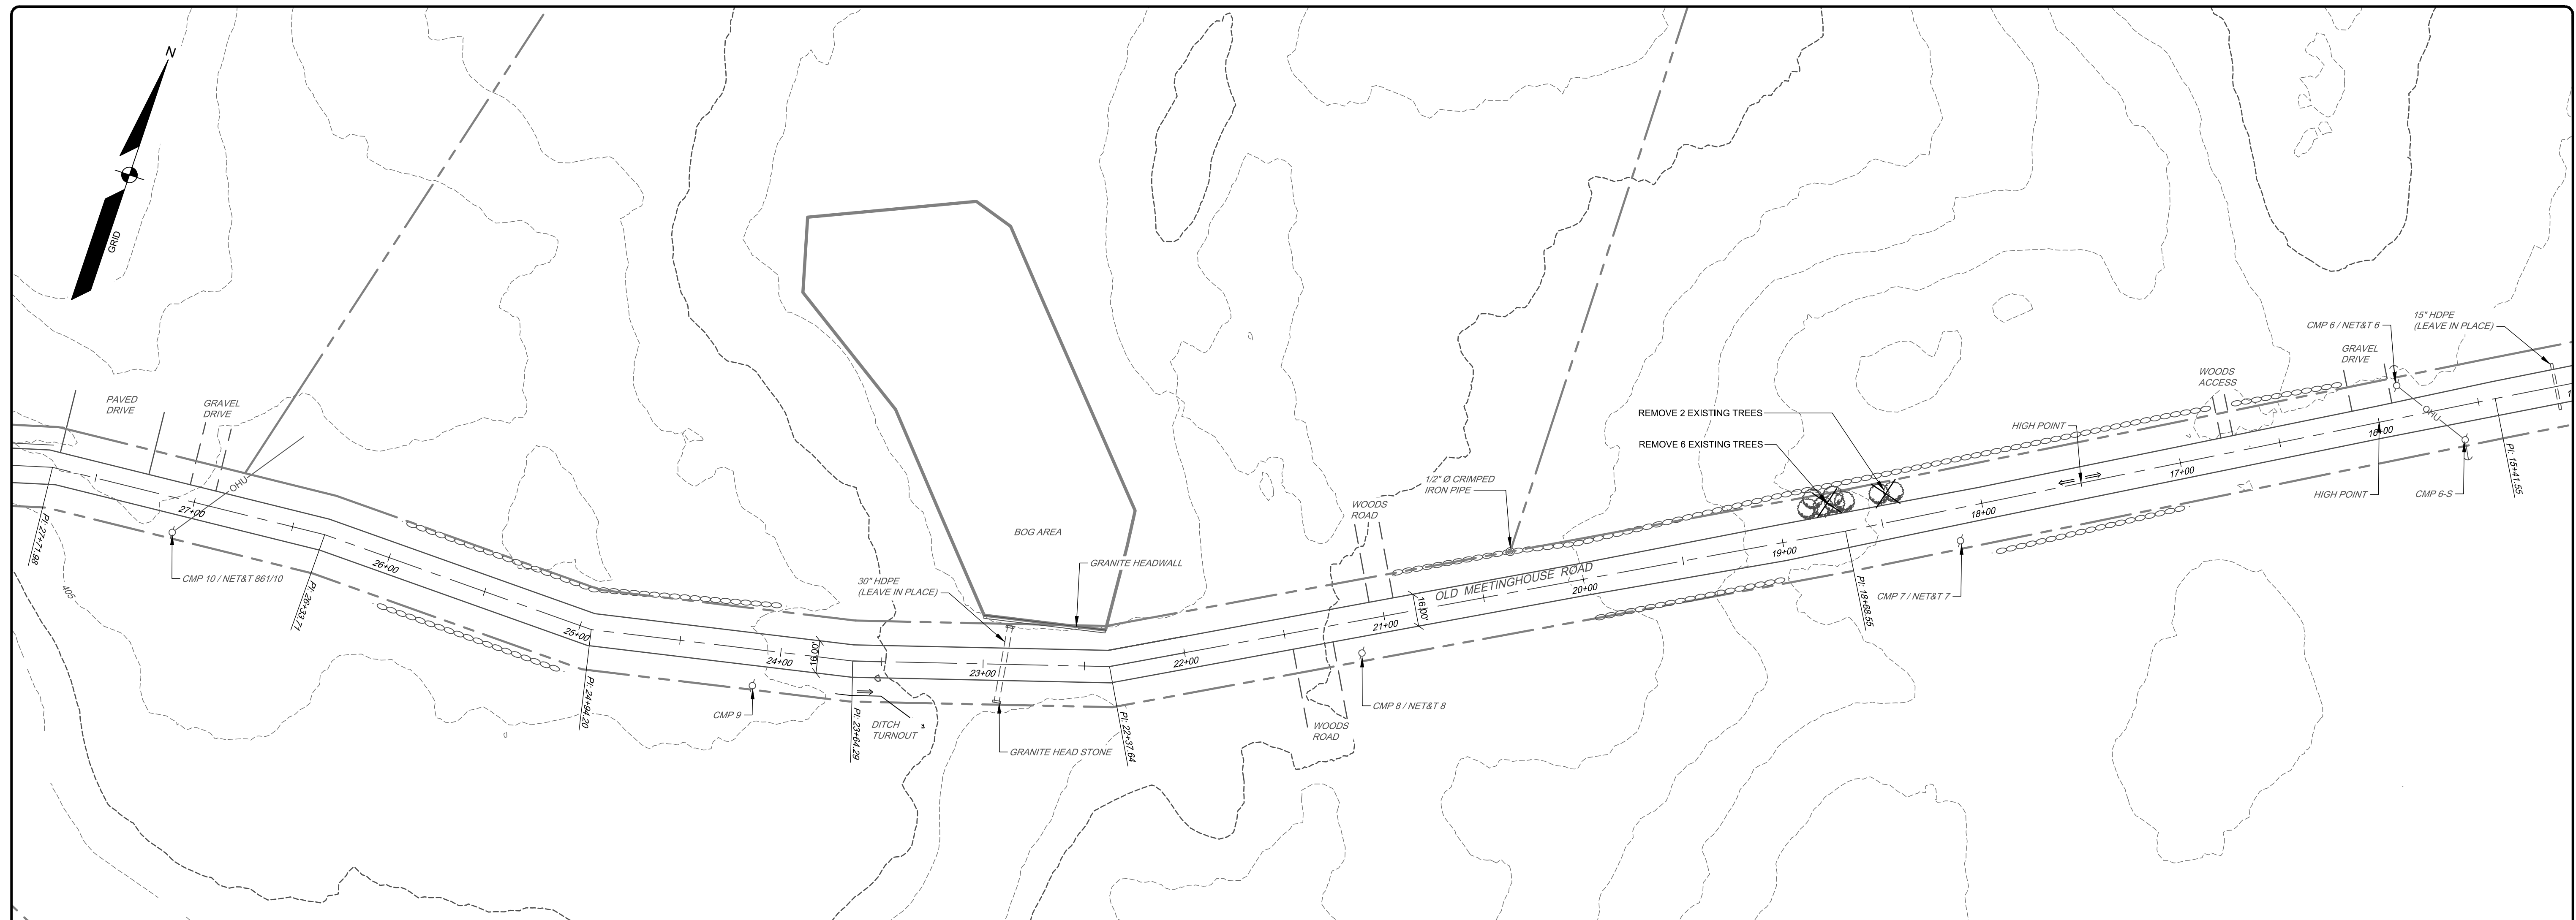 N
GRID
PAVED
DRIVE
GRAVEL
DRIVE
OHU
27+00
PI: 27+71.98
405
CMP 10 / NET&T 861/10
PI: 26+33.71
26+00
25+00
PI: 24+94.20
24+00
16.00'
CMP 9
PI: 23+64.29
DITCH
TURNOUT
30" HDPE
(LEAVE IN PLACE)
23+00
GRANITE HEAD STONE
BOG AREA
GRANITE HEADWALL
PI: 22+37.64
22+00
WOODS
ROAD
WOODS
ROAD
21+00
16.00'
CMP 8 / NET&T 8
1/2" Ø CRIMPED
IRON PIPE
OLD MEETINGHOUSE ROAD
20+00
REMOVE 2 EXISTING TREES
REMOVE 6 EXISTING TREES
19+00
PI: 18+68.55
CMP 7 / NET&T 7
18+00
HIGH POINT
17+00
WOODS
ACCESS
GRAVEL
DRIVE
CMP 6 / NET&T 6
15" HDPE
(LEAVE IN PLACE)
OHU
16+00
HIGH POINT
CMP 6-S
PI: 15+41.55